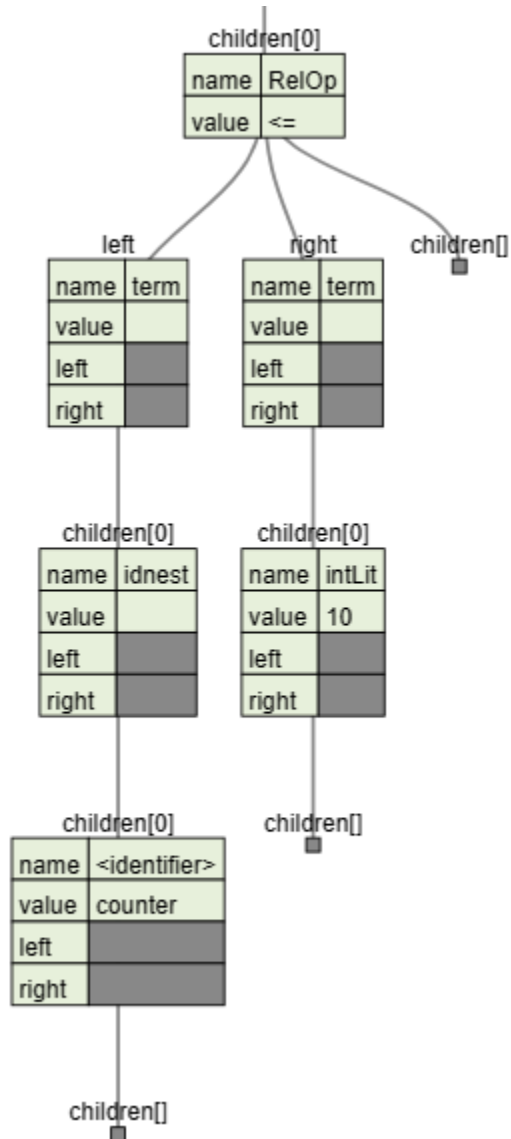 children[0]
name RelOp
value <=
left right children[]
name term name term
value value
left left
right right
children[0] children[0]
name idnest name intLit
value value 10
left left
right right
children[0] children[]
name <identifier>
value counter
left
right
children[]